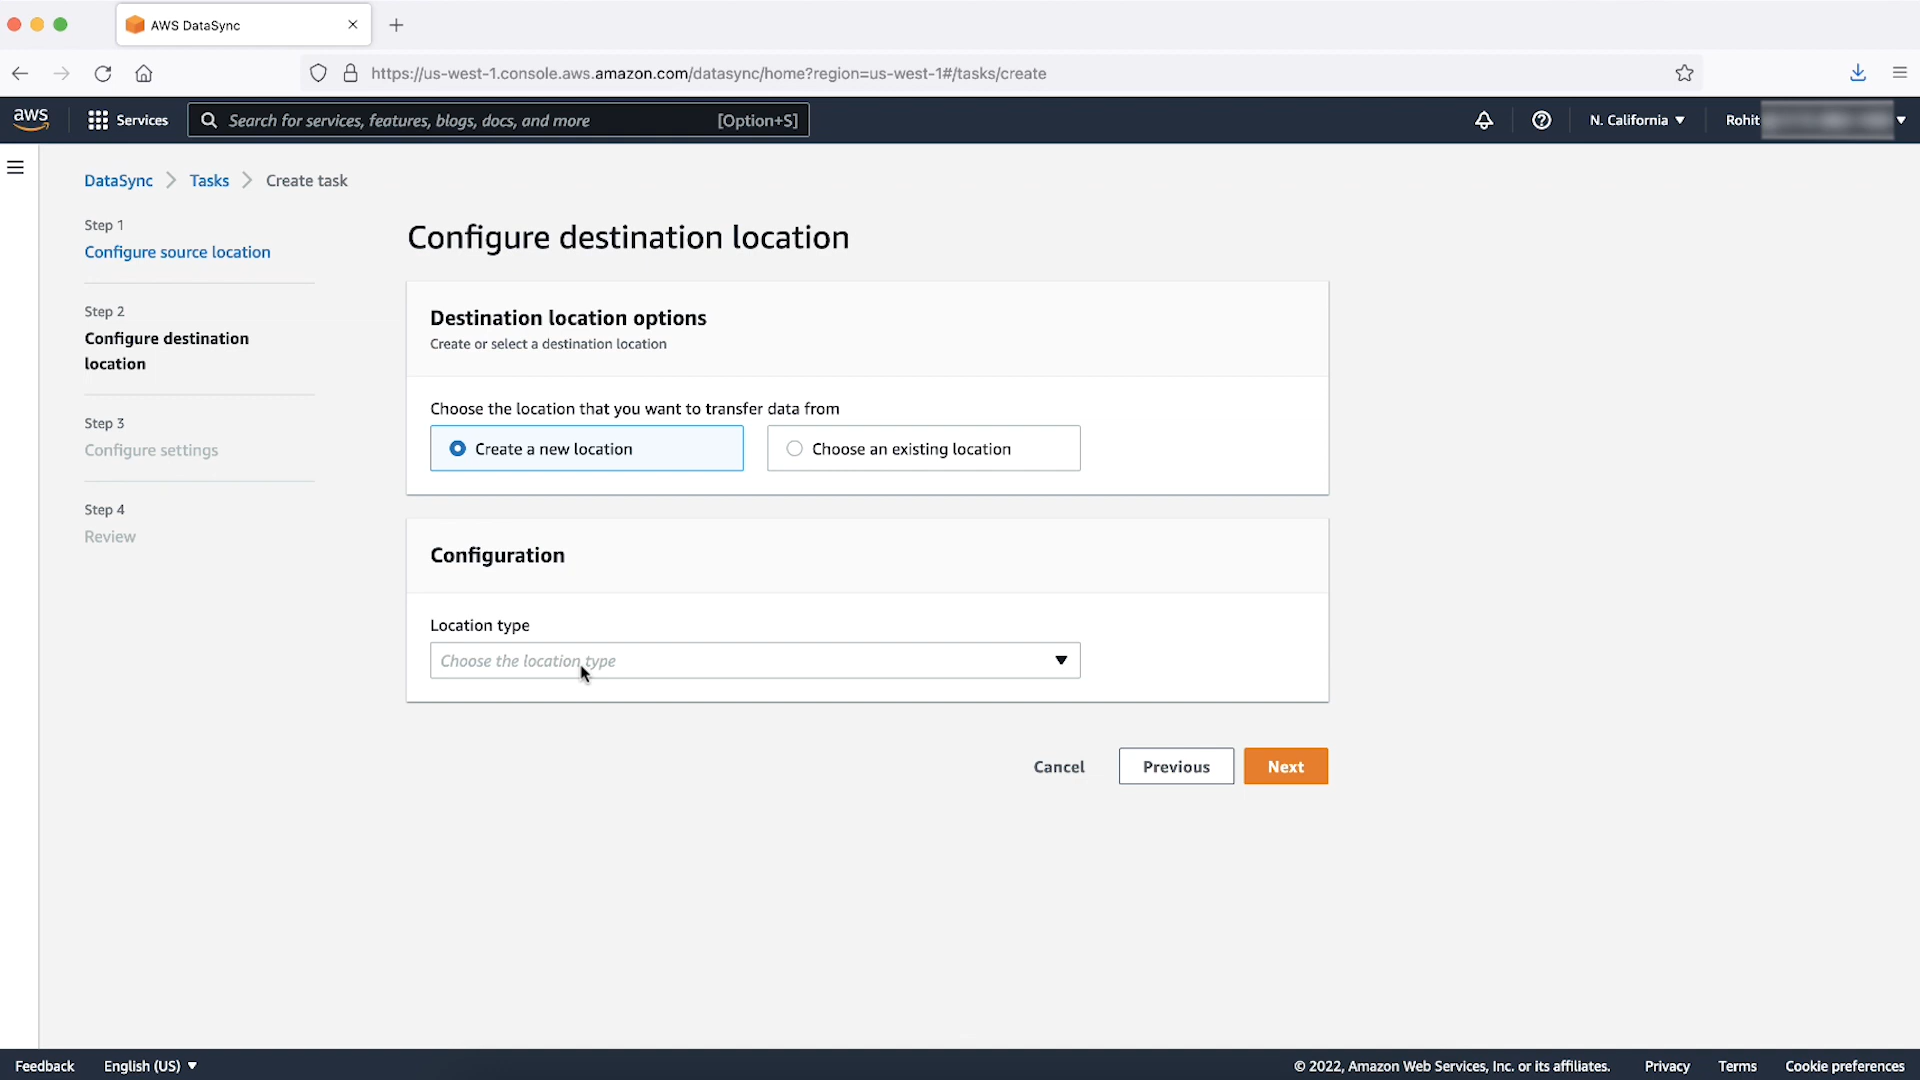 AWS DataSync
https://us-west-1.console.aws.amazon.com/datasync/home?region=us-west-1#/tasks/create
aws
Services
Search for services, features, blogs, docs, and more
[Option+S]
N. California
Rohit
DataSync
Tasks
Create task
Step 1
Configure source location
Step 2
Configure destination
location
Step 3
Configure settings
Step 4
Review
Configure destination location
Destination location options
Create or select a destination location
Choose the location that you want to transfer data from
Create a new location
Choose an existing location
Configuration
Location type
Choose the location type
Cancel
Previous
Next
Feedback
English (US)
© 2022, Amazon Web Services, Inc. or its affiliates.
Privacy
Terms
Cookie preferences